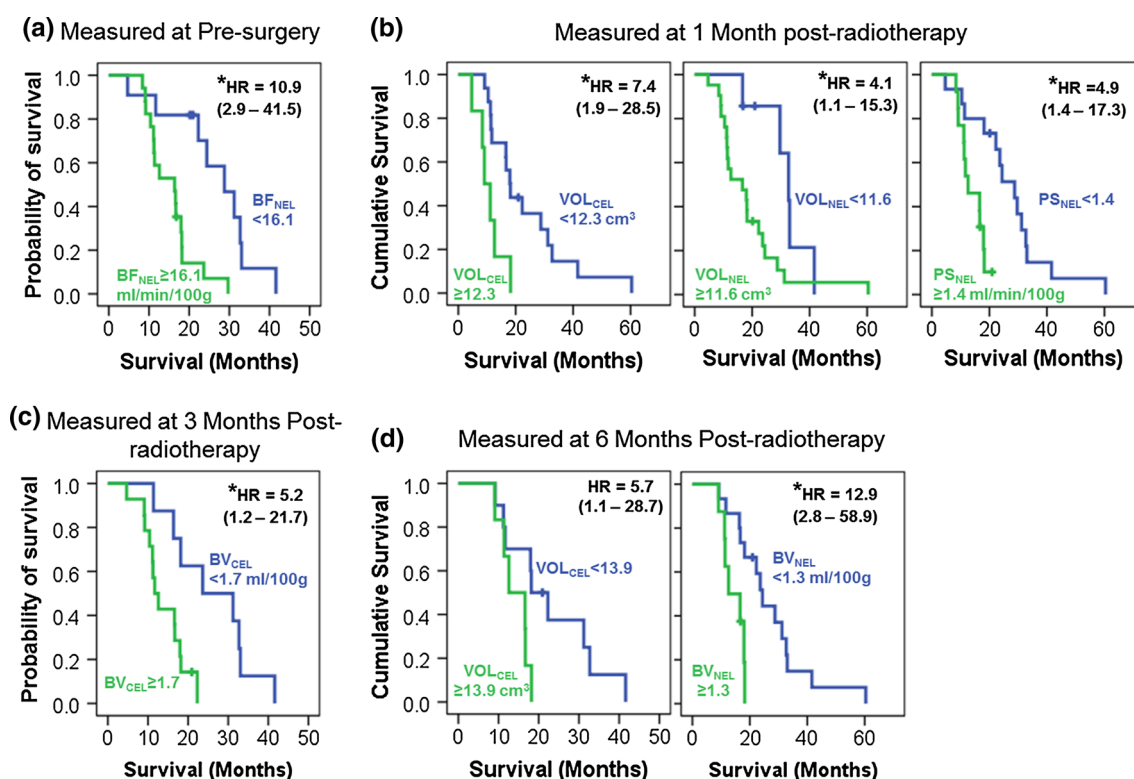 (a) Measured at Pre-surgery
Probability of survival
1.0
0.8
0.6
0.4
0.2
0.0
*HR = 10.9
(2.9 – 41.5)
BFNEL
<16.1
BFNEL≥16.1
ml/min/100g
0 10 20 30 40 50
Survival (Months)
(b) Measured at 1 Month post-radiotherapy
Cumulative Survival
1.0
0.8
0.6
0.4
0.2
0.0
*HR = 7.4
(1.9 – 28.5)
VOLCEL
<12.3 cm3
VOLCEL
≥12.3
0 20 40 60
Survival (Months)
*HR = 4.1
(1.1 – 15.3)
VOLNEL<11.6
VOLNEL
≥11.6 cm3
0 20 40 60
Survival (Months)
*HR =4.9
(1.4 – 17.3)
PSNEL<1.4
PSNEL
≥1.4 ml/min/100g
0 20 40 60
Survival (Months)
(c) Measured at 3 Months Post-
radiotherapy
Probability of survival
1.0
0.8
0.6
0.4
0.2
0.0
*HR = 5.2
(1.2 – 21.7)
BVCEL
<1.7 ml/100g
BVCEL≥1.7
0 10 20 30 40 50
Survival (Months)
(d) Measured at 6 Months Post-radiotherapy
Cumulative Survival
1.0
0.8
0.6
0.4
0.2
0.0
HR = 5.7
(1.1 – 28.7)
VOLCEL<13.9
VOLCEL
≥13.9 cm3
0 10 20 30 40 50
Survival (Months)
*HR = 12.9
(2.8 – 58.9)
BVNEL
<1.3 ml/100g
BVNEL
≥1.3
0 20 40 60
Survival (Months)